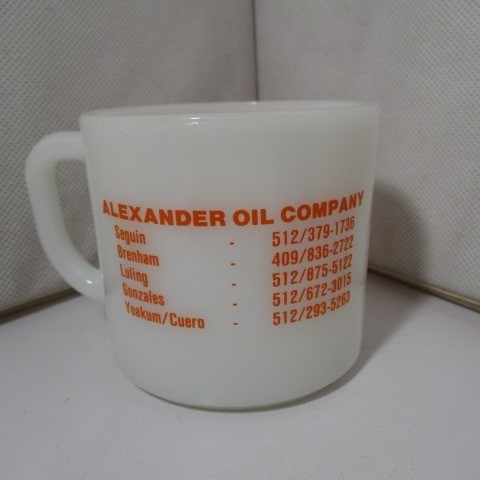 ALEXANDER OIL COMPANY
Seguin - 512/379-1736
Brenham - 409/836-2722
Luling - 512/875-5122
Gonzales - 512/672-3015
Yoakum/Cuero - 512/293-5263